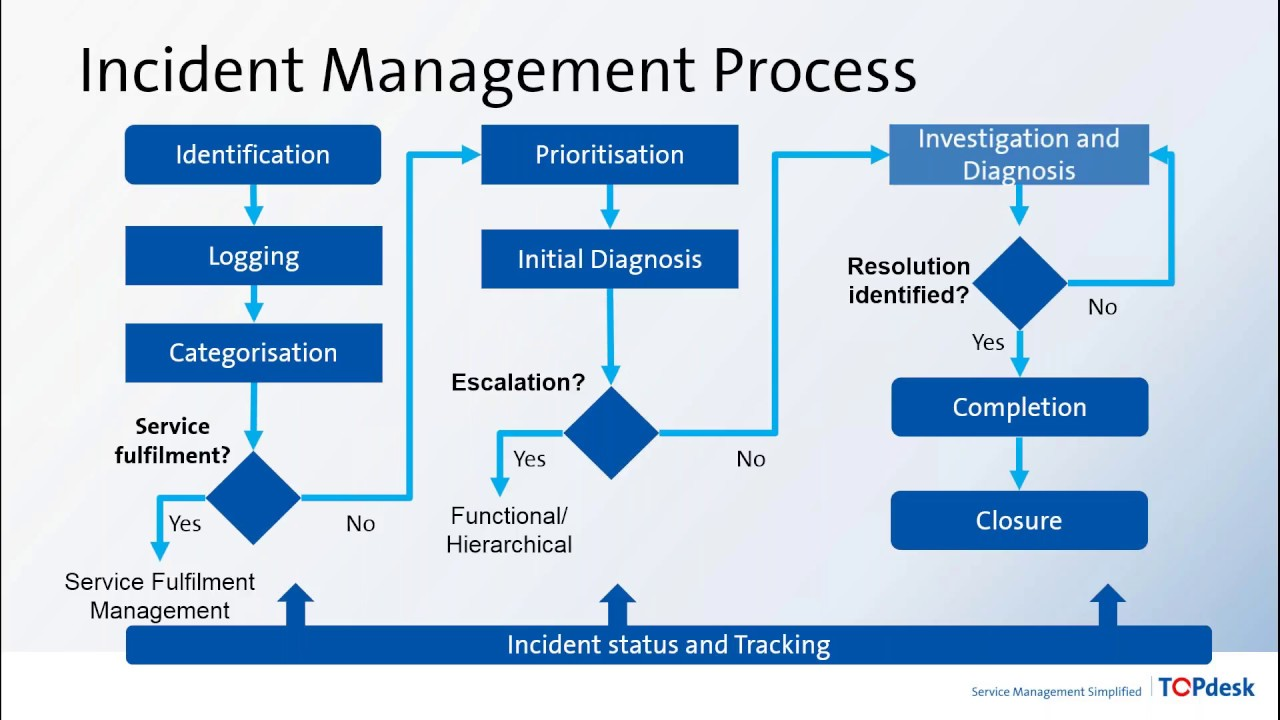 Incident Management Process
Identification
Logging
Categorisation
Service
fulfilment?
Yes
No
Service Fulfilment
Management
Prioritisation
Initial Diagnosis
Escalation?
Yes
No
Functional/
Hierarchical
Investigation and
Diagnosis
Resolution
identified?
No
Yes
Completion
Closure
Incident status and Tracking
Service Management Simplified
TOPdesk